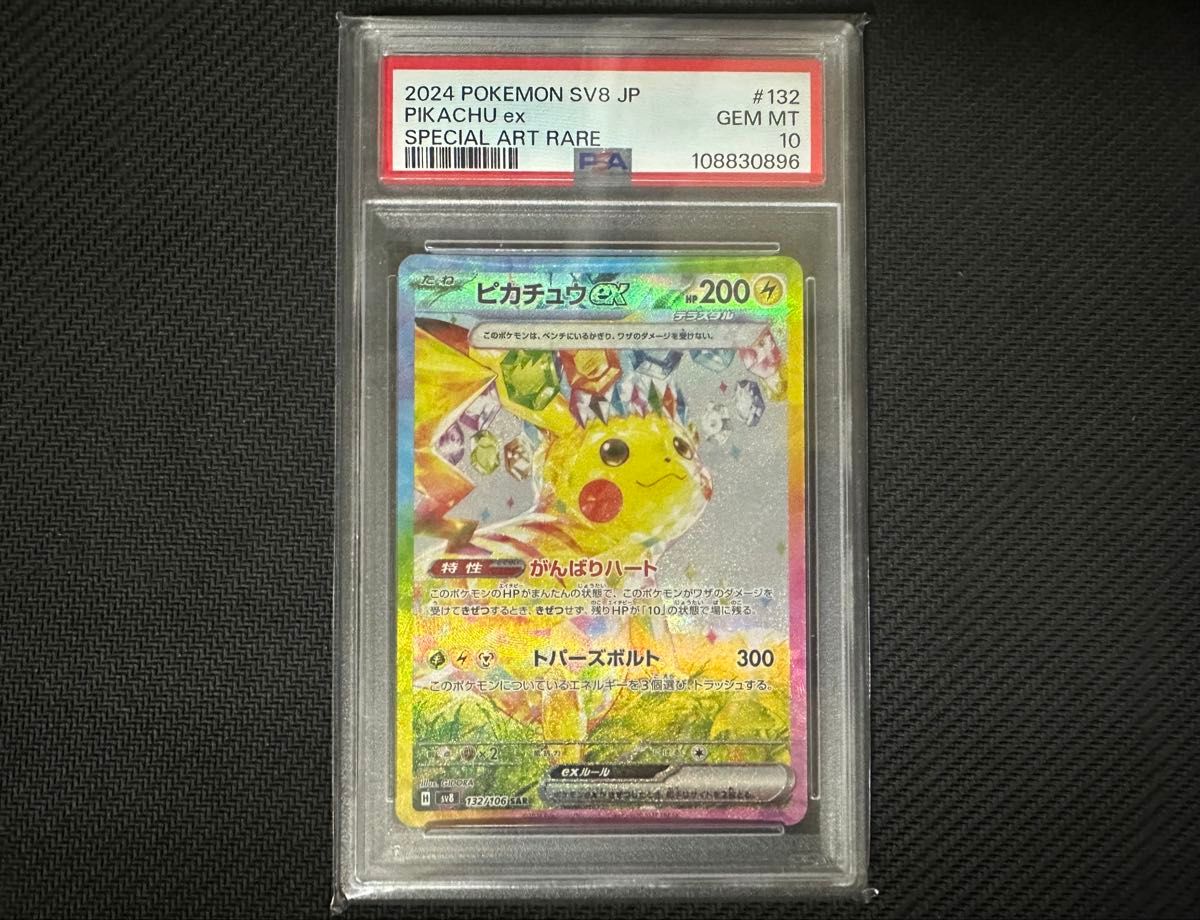 2024 POKEMON SV8 JP #132
PIKACHU ex GEM MT
SPECIAL ART RARE 10
PSA 108830896
たね ピカチュウex HP200
テラスタル
このポケモンは、ベンチにいるかぎり、ワザのダメージを受けない。
特性 がんばりハート
このポケモンのHPがまんたんの状態で、このポケモンがワザのダメージを
受けてきぜつするとき、きぜつせず、残りHPが「10」の状態で場に残る。
トパーズボルト 300
このポケモンについているエネルギーを3個選び、トラッシュする。
×2
exルール
Illus. GIDORA
H sv8 132/106 SAR